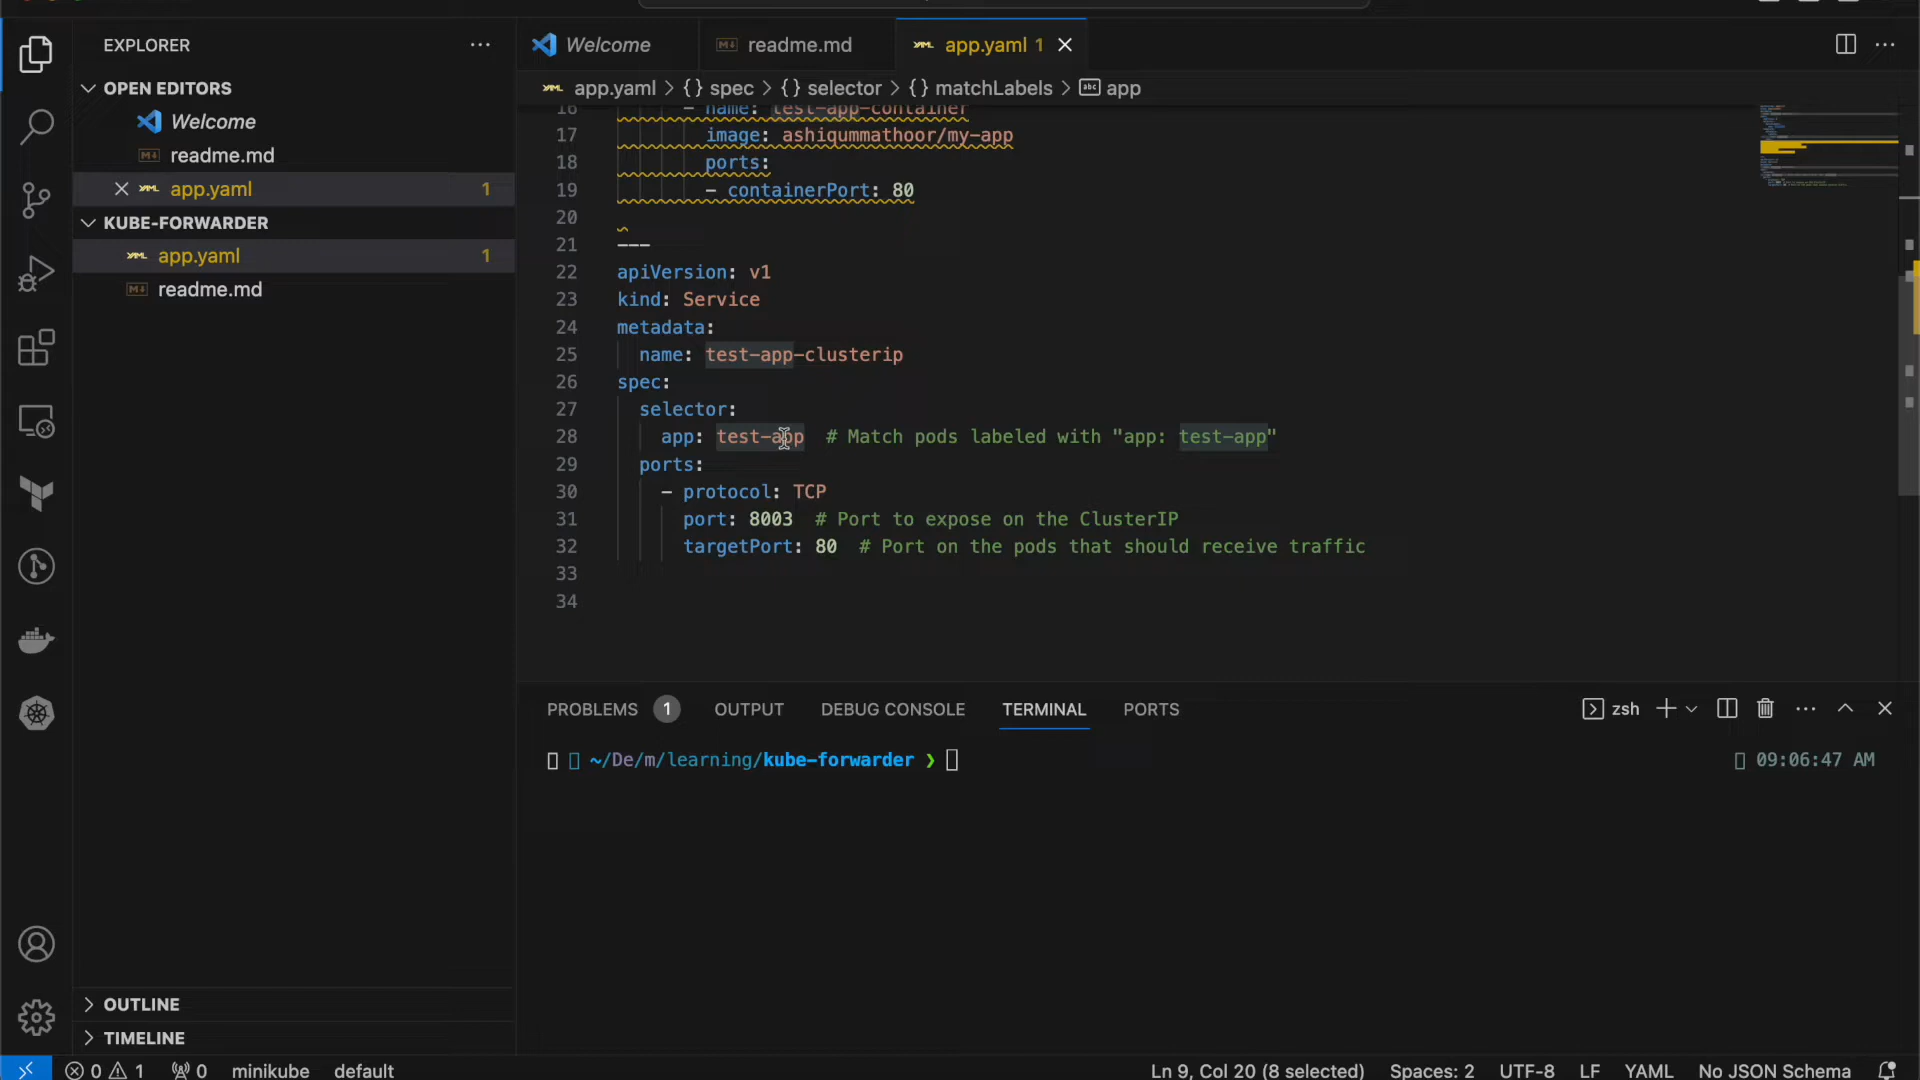 EXPLORER
Welcome
readme.md
app.yaml 1
OPEN EDITORS
Welcome
readme.md
app.yaml 1
KUBE-FORWARDER
app.yaml 1
readme.md
OUTLINE
TIMELINE
app.yaml > {} spec > {} selector > {} matchLabels > abc app
16 - name: test-app-container
17 image: ashiqummathoor/my-app
18 ports:
19 - containerPort: 80
20
21 ---
22 apiVersion: v1
23 kind: Service
24 metadata:
25 name: test-app-clusterip
26 spec:
27 selector:
28 app: test-app # Match pods labeled with "app: test-app"
29 ports:
30 - protocol: TCP
31 port: 8003 # Port to expose on the ClusterIP
32 targetPort: 80 # Port on the pods that should receive traffic
33
34
PROBLEMS 1 OUTPUT DEBUG CONSOLE TERMINAL PORTS
zsh
~/De/m/learning/kube-forwarder ❯
09:06:47 AM
0 1 0 minikube default
Ln 9, Col 20 (8 selected) Spaces: 2 UTF-8 LF YAML No JSON Schema